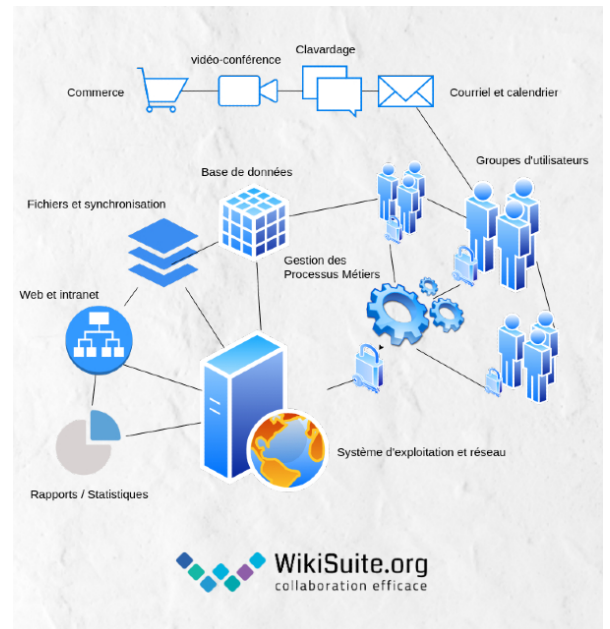 Clavardage
vidéo-conférence
Commerce
Courriel et calendrier
Groupes d'utilisateurs
Base de données
Fichiers et synchronisation
Gestion des
Processus Métiers
Web et intranet
Système d'exploitation et réseau
Rapports / Statistiques
WikiSuite.org
collaboration efficace